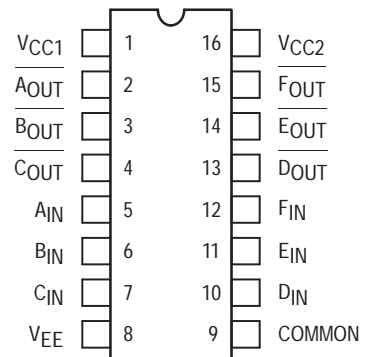 VCC1 1 16 VCC2
AOUT 2 15 FOUT
BOUT 3 14 EOUT
COUT 4 13 DOUT
AIN 5 12 FIN
BIN 6 11 EIN
CIN 7 10 DIN
VEE 8 9 COMMON